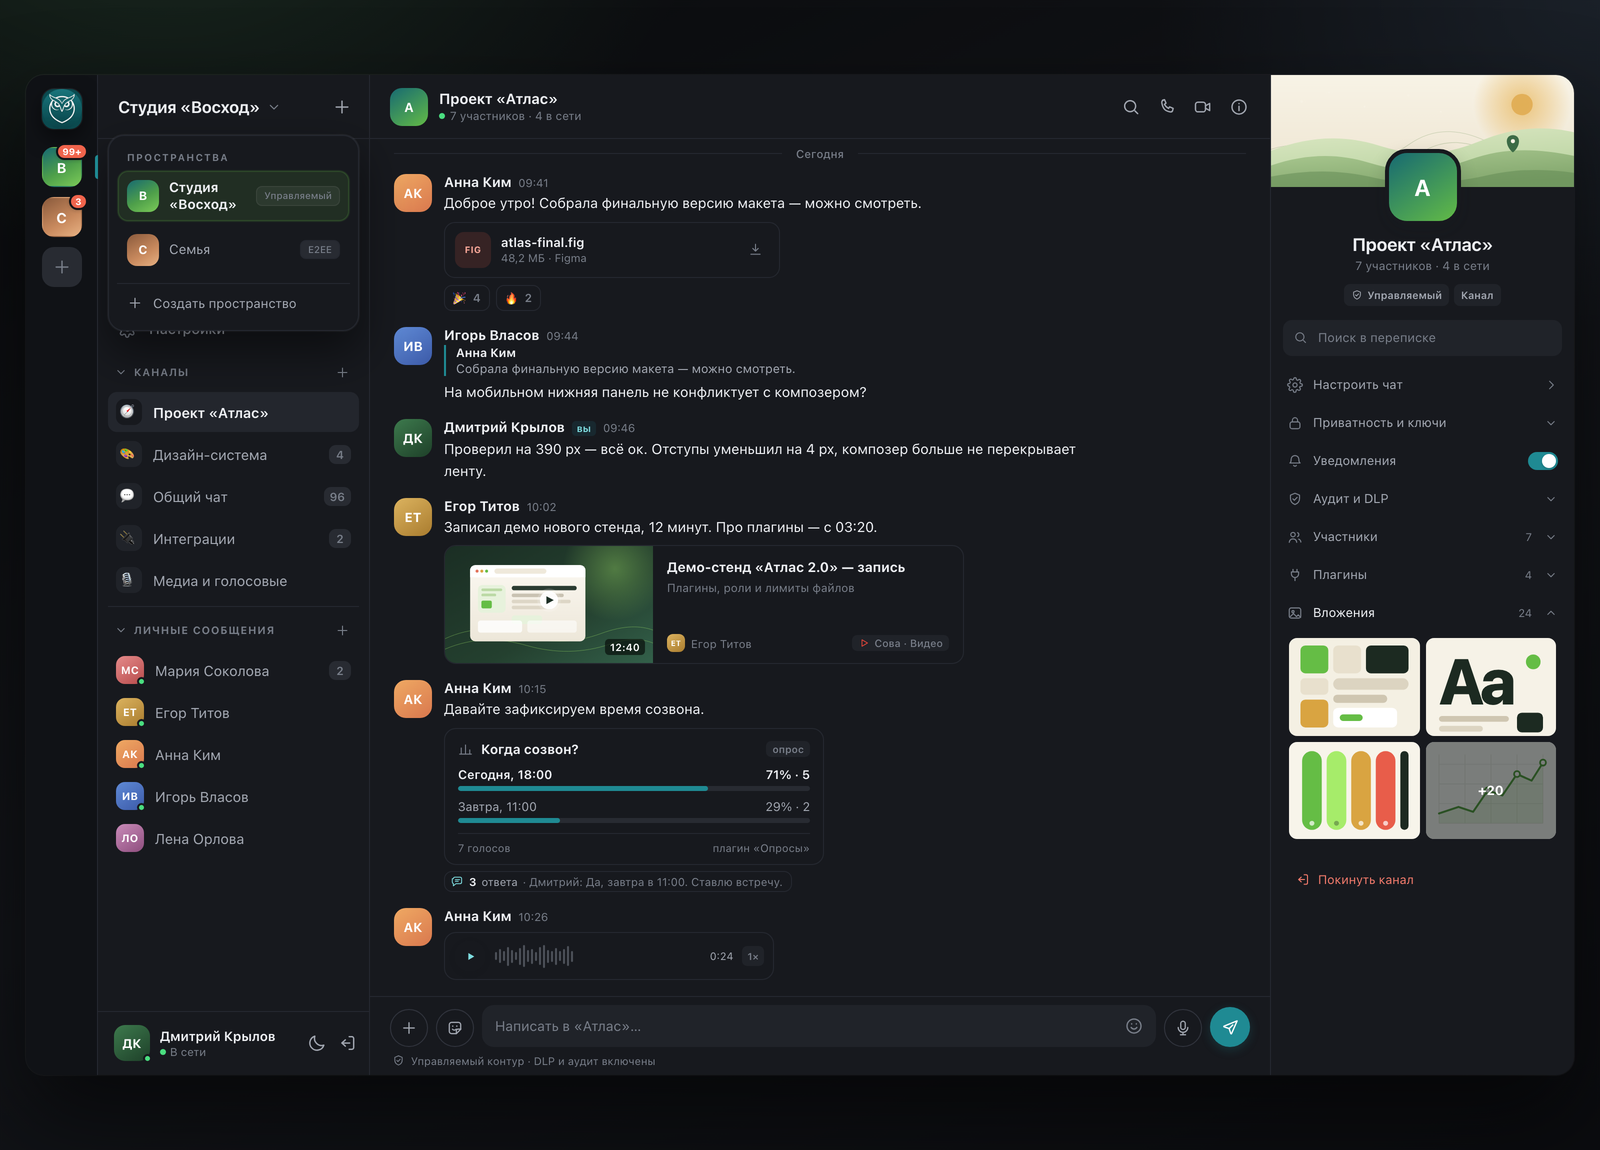 99+
В
3
С
Студия «Восход»
ПРОСТРАНСТВА
В
Студия
«Восход»
Управляемый
С
Семья
E2EE
Создать пространство
Настройки
КАНАЛЫ
Проект «Атлас»
Дизайн-система
4
Общий чат
96
Интеграции
2
Медиа и голосовые
ЛИЧНЫЕ СООБЩЕНИЯ
МС
Мария Соколова
2
ЕТ
Егор Титов
АК
Анна Ким
ИВ
Игорь Власов
ЛО
Лена Орлова
ДК
Дмитрий Крылов
В сети
А
Проект «Атлас»
7 участников · 4 в сети
Сегодня
АК
Анна Ким 09:41
Доброе утро! Собрала финальную версию макета — можно смотреть.
FIG
atlas-final.fig
48,2 МБ · Figma
4
2
ИВ
Игорь Власов 09:44
Анна Ким
Собрала финальную версию макета — можно смотреть.
На мобильном нижняя панель не конфликтует с композером?
ДК
Дмитрий Крылов вы 09:46
Проверил на 390 px — всё ок. Отступы уменьшил на 4 px, композер больше не перекрывает
ленту.
ЕТ
Егор Титов 10:02
Записал демо нового стенда, 12 минут. Про плагины — с 03:20.
12:40
Демо-стенд «Атлас 2.0» — запись
Плагины, роли и лимиты файлов
ЕТ
Егор Титов
Сова · Видео
АК
Анна Ким 10:15
Давайте зафиксируем время созвона.
Когда созвон?
опрос
Сегодня, 18:00
71% · 5
Завтра, 11:00
29% · 2
7 голосов
плагин «Опросы»
3 ответа · Дмитрий: Да, завтра в 11:00. Ставлю встречу.
АК
Анна Ким 10:26
0:24
1×
Написать в «Атлас»...
Управляемый контур · DLP и аудит включены
А
Проект «Атлас»
7 участников · 4 в сети
Управляемый
Канал
Поиск в переписке
Настроить чат
Приватность и ключи
Уведомления
Аудит и DLP
Участники
7
Плагины
4
Вложения
24
Aa
+20
Покинуть канал